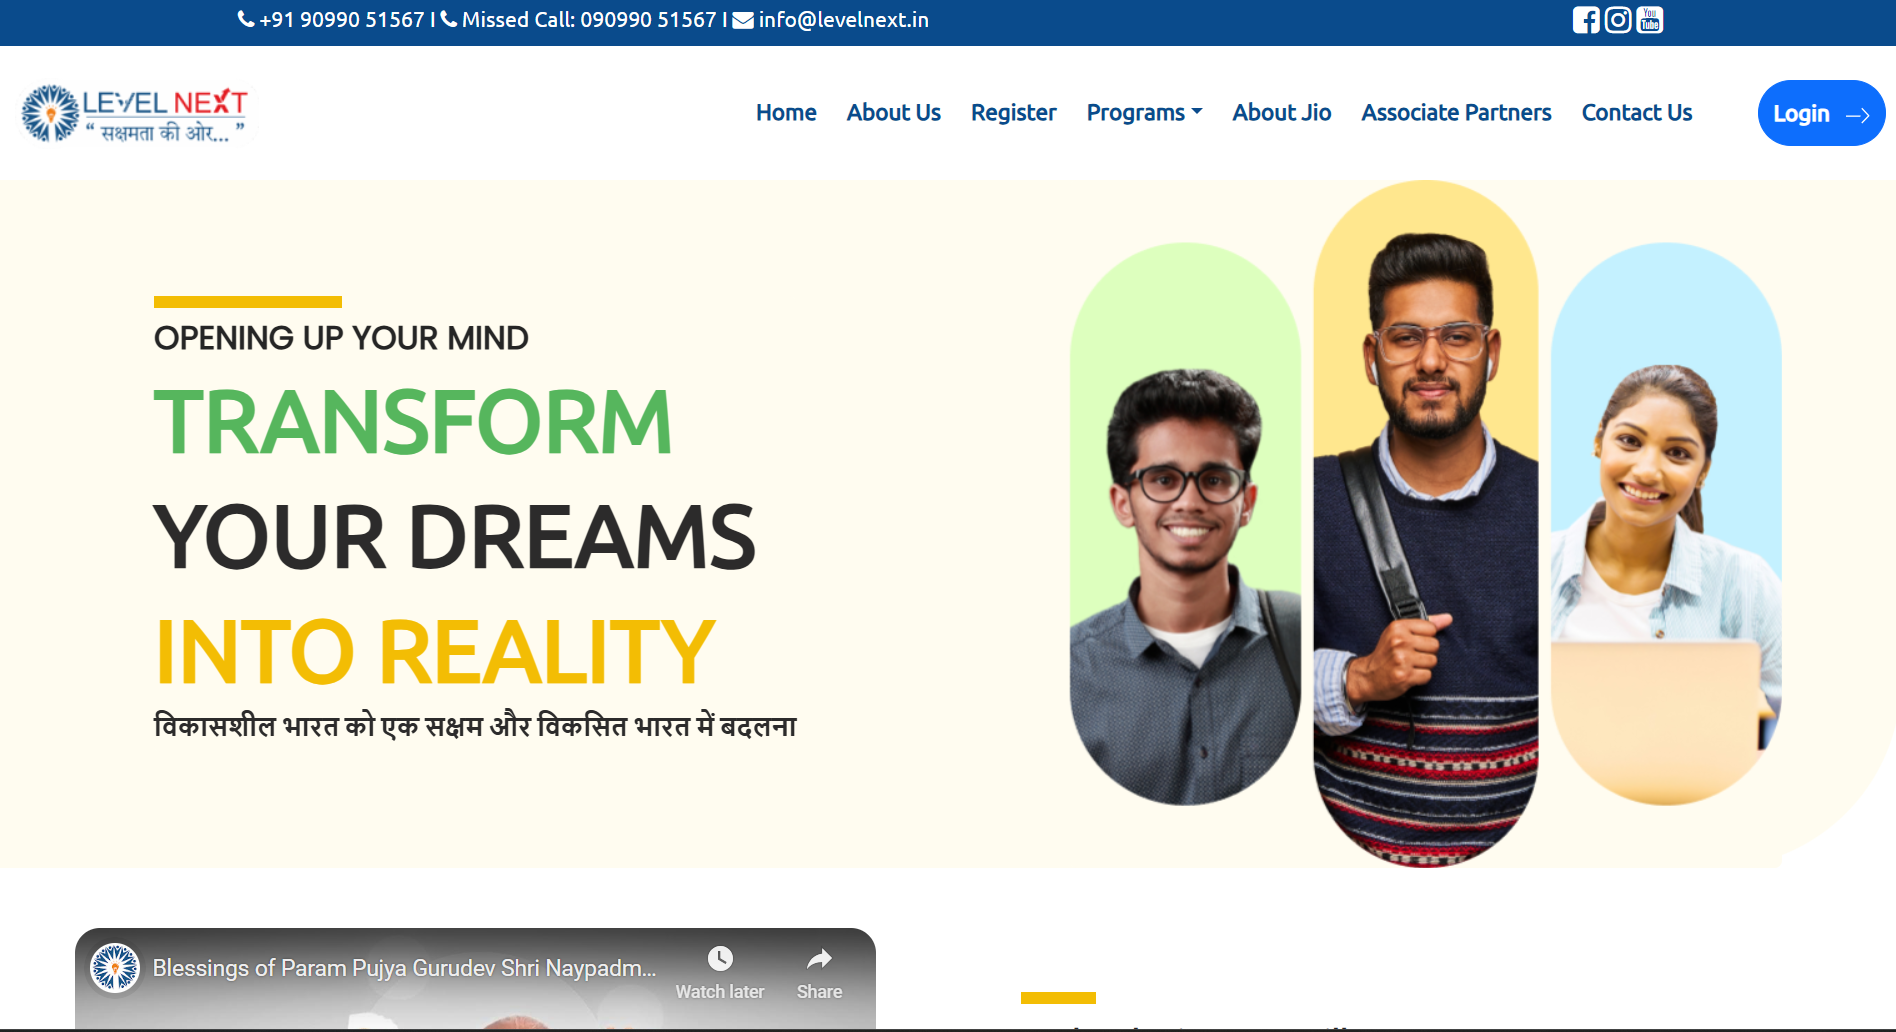 +91 90990 51567 I Missed Call: 090990 51567 I info@levelnext.in
You
Tube
LEVEL NEXT
“ सक्षमता की ओर... ”
Home About Us Register Programs About Jio Associate Partners Contact Us Login
OPENING UP YOUR MIND
TRANSFORM
YOUR DREAMS
INTO REALITY
विकासशील भारत को एक सक्षम और विकसित भारत में बदलना
Blessings of Param Pujya Gurudev Shri Naypadm...
Watch later Share